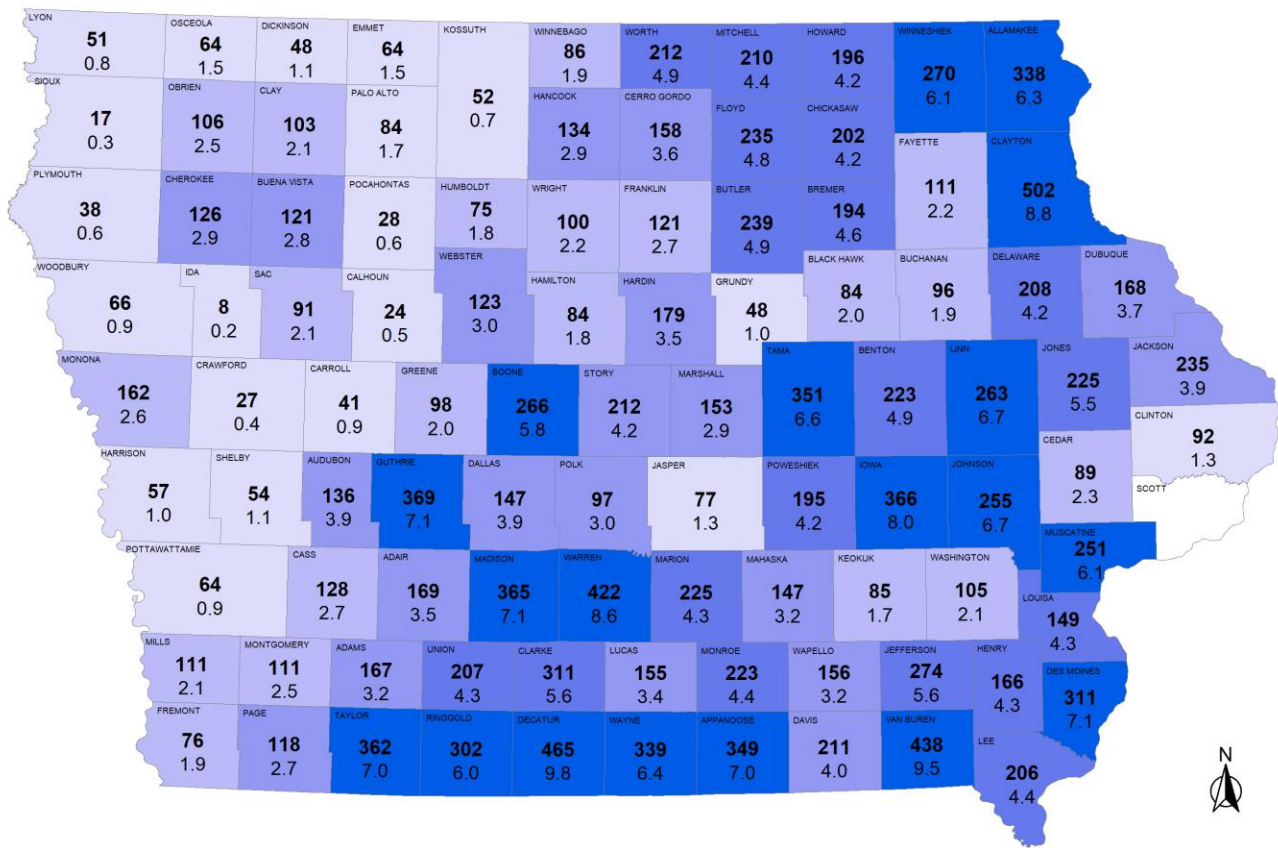 LYON
51
0.8
OSCEOLA
64
1.5
DICKINSON
48
1.1
EMMET
64
1.5
KOSSUTH
52
0.7
WINNEBAGO
86
1.9
WORTH
212
4.9
MITCHELL
210
4.4
HOWARD
196
4.2
WINNESHIEK
270
6.1
ALLAMAKEE
338
6.3
SIOUX
17
0.3
OBRIEN
106
2.5
CLAY
103
2.1
PALO ALTO
84
1.7
HANCOCK
134
2.9
CERRO GORDO
158
3.6
FLOYD
235
4.8
CHICKASAW
202
4.2
FAYETTE
111
2.2
CLAYTON
502
8.8
PLYMOUTH
38
0.6
CHEROKEE
126
2.9
BUENA VISTA
121
2.8
POCAHONTAS
28
0.6
HUMBOLDT
75
1.8
WRIGHT
100
2.2
FRANKLIN
121
2.7
BUTLER
239
4.9
BREMER
194
4.6
WOODBURY
66
0.9
IDA
8
0.2
SAC
91
2.1
CALHOUN
24
0.5
WEBSTER
123
3.0
HAMILTON
84
1.8
HARDIN
179
3.5
GRUNDY
48
1.0
BLACK HAWK
84
2.0
BUCHANAN
96
1.9
DELAWARE
208
4.2
DUBUQUE
168
3.7
MONONA
162
2.6
CRAWFORD
27
0.4
CARROLL
41
0.9
GREENE
98
2.0
BOONE
266
5.8
STORY
212
4.2
MARSHALL
153
2.9
TAMA
351
6.6
BENTON
223
4.9
LINN
263
6.7
JONES
225
5.5
JACKSON
235
3.9
CLINTON
92
1.3
HARRISON
57
1.0
SHELBY
54
1.1
AUDUBON
136
3.9
GUTHRIE
369
7.1
DALLAS
147
3.9
POLK
97
3.0
JASPER
77
1.3
POWESHIEK
195
4.2
IOWA
366
8.0
JOHNSON
255
6.7
CEDAR
89
2.3
SCOTT
MUSCATINE
251
6.1
POTTAWATTAMIE
64
0.9
CASS
128
2.7
ADAIR
169
3.5
MADISON
365
7.1
WARREN
422
8.6
MARION
225
4.3
MAHASKA
147
3.2
KEOKUK
85
1.7
WASHINGTON
105
2.1
LOUISA
149
4.3
MILLS
111
2.1
MONTGOMERY
111
2.5
ADAMS
167
3.2
UNION
207
4.3
CLARKE
311
5.6
LUCAS
155
3.4
MONROE
223
4.4
WAPELLO
156
3.2
JEFFERSON
274
5.6
HENRY
166
4.3
DES MOINES
311
7.1
FREMONT
76
1.9
PAGE
118
2.7
TAYLOR
362
7.0
RINGGOLD
302
6.0
DECATUR
465
9.8
WAYNE
339
6.4
APPANOOSE
349
7.0
DAVIS
211
4.0
VAN BUREN
438
9.5
LEE
206
4.4
N